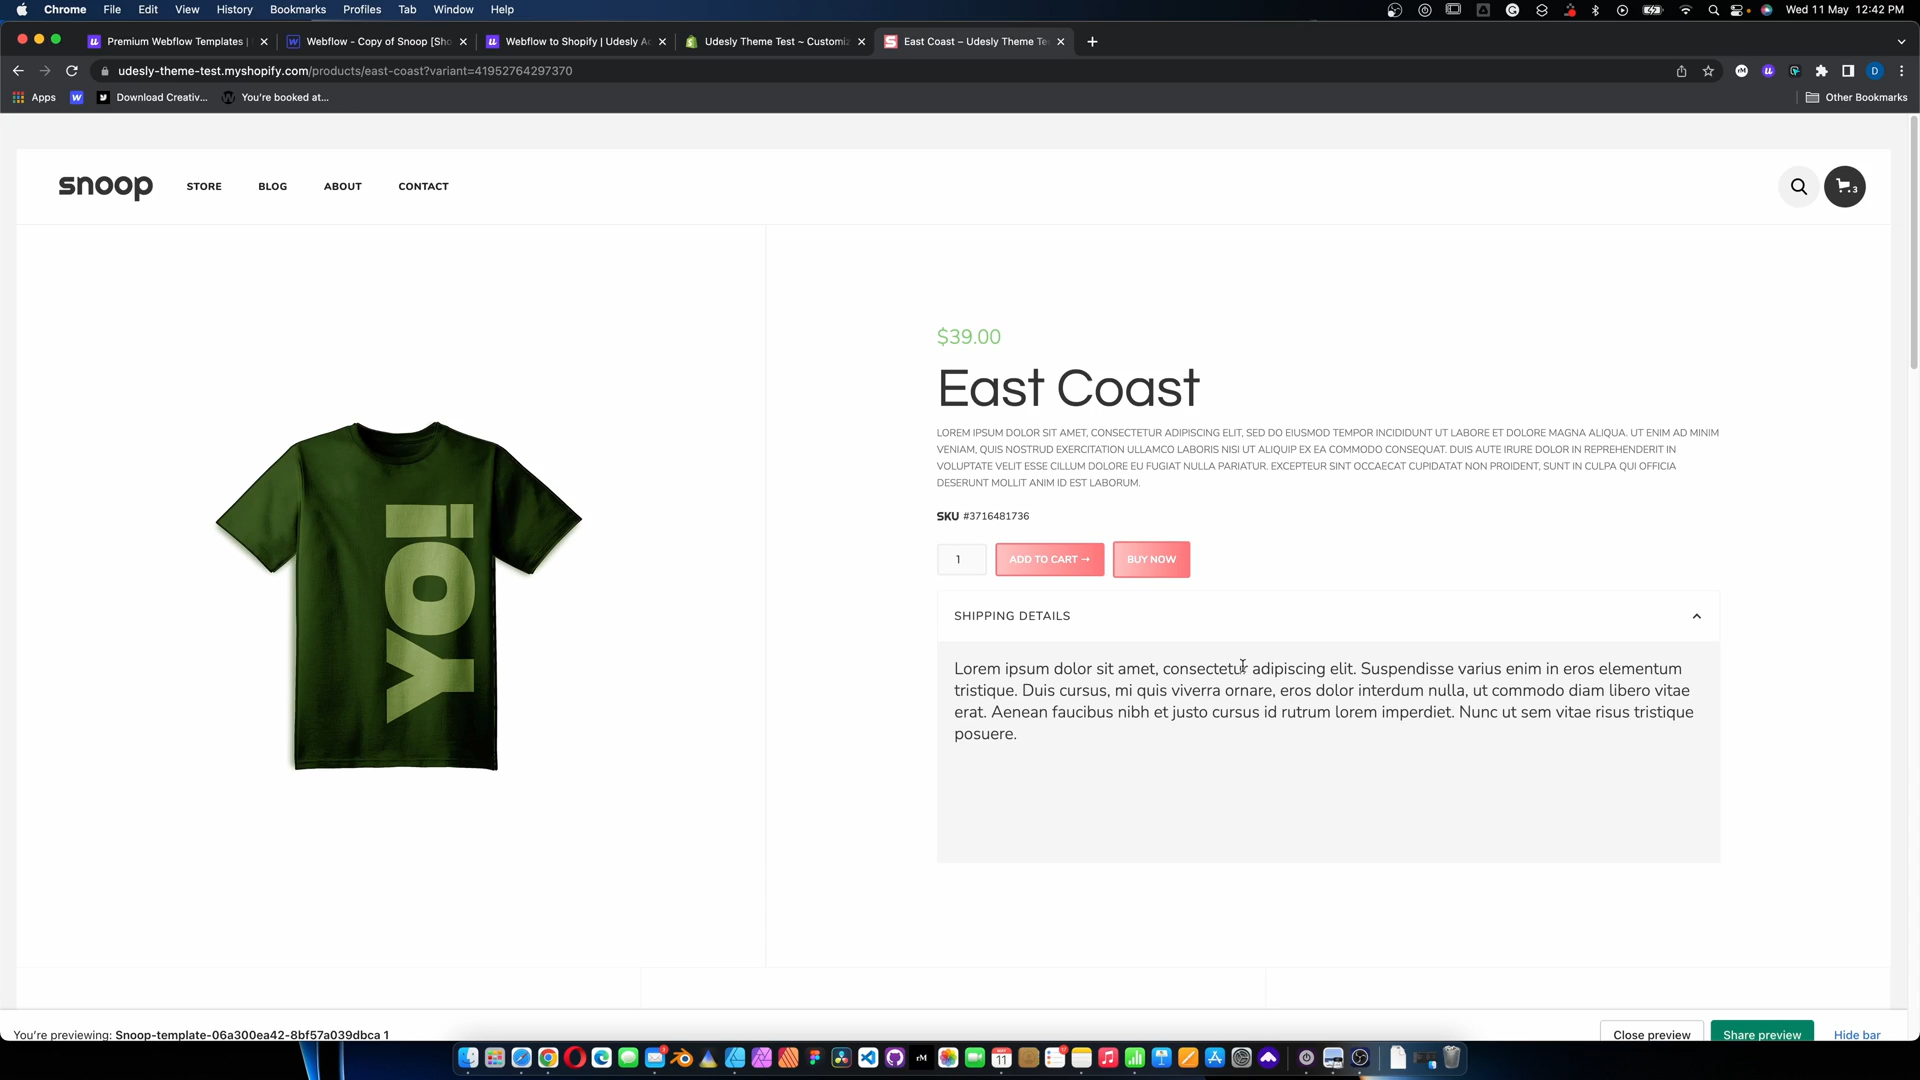 Chrome File Edit View History Bookmarks Profiles Tab Window Help Wed 11 May 12:42 PM
Premium Webflow Templates | Webflow - Copy of Snoop [Sho Webflow to Shopify | Udesly Ad Udesly Theme Test ~ Customiz East Coast – Udesly Theme Te
udesly-theme-test.myshopify.com/products/east-coast?variant=41952764297370
Apps Download Creativ... You're booked at... Other Bookmarks
snoop STORE BLOG ABOUT CONTACT 3
$39.00
East Coast
LOREM IPSUM DOLOR SIT AMET, CONSECTETUR ADIPISCING ELIT, SED DO EIUSMOD TEMPOR INCIDIDUNT UT LABORE ET DOLORE MAGNA ALIQUA. UT ENIM AD MINIM
VENIAM, QUIS NOSTRUD EXERCITATION ULLAMCO LABORIS NISI UT ALIQUIP EX EA COMMODO CONSEQUAT. DUIS AUTE IRURE DOLOR IN REPREHENDERIT IN
VOLUPTATE VELIT ESSE CILLUM DOLORE EU FUGIAT NULLA PARIATUR. EXCEPTEUR SINT OCCAECAT CUPIDATAT NON PROIDENT, SUNT IN CULPA QUI OFFICIA
DESERUNT MOLLIT ANIM ID EST LABORUM.
SKU #3716481736
1 ADD TO CART → BUY NOW
YO!
SHIPPING DETAILS
Lorem ipsum dolor sit amet, consectetur adipiscing elit. Suspendisse varius enim in eros elementum
tristique. Duis cursus, mi quis viverra ornare, eros dolor interdum nulla, ut commodo diam libero vitae
erat. Aenean faucibus nibh et justo cursus id rutrum lorem imperdiet. Nunc ut sem vitae risus tristique
posuere.
You're previewing: Snoop-template-06a300ea42-8bf57a039dbca 1 Close preview Share preview Hide bar